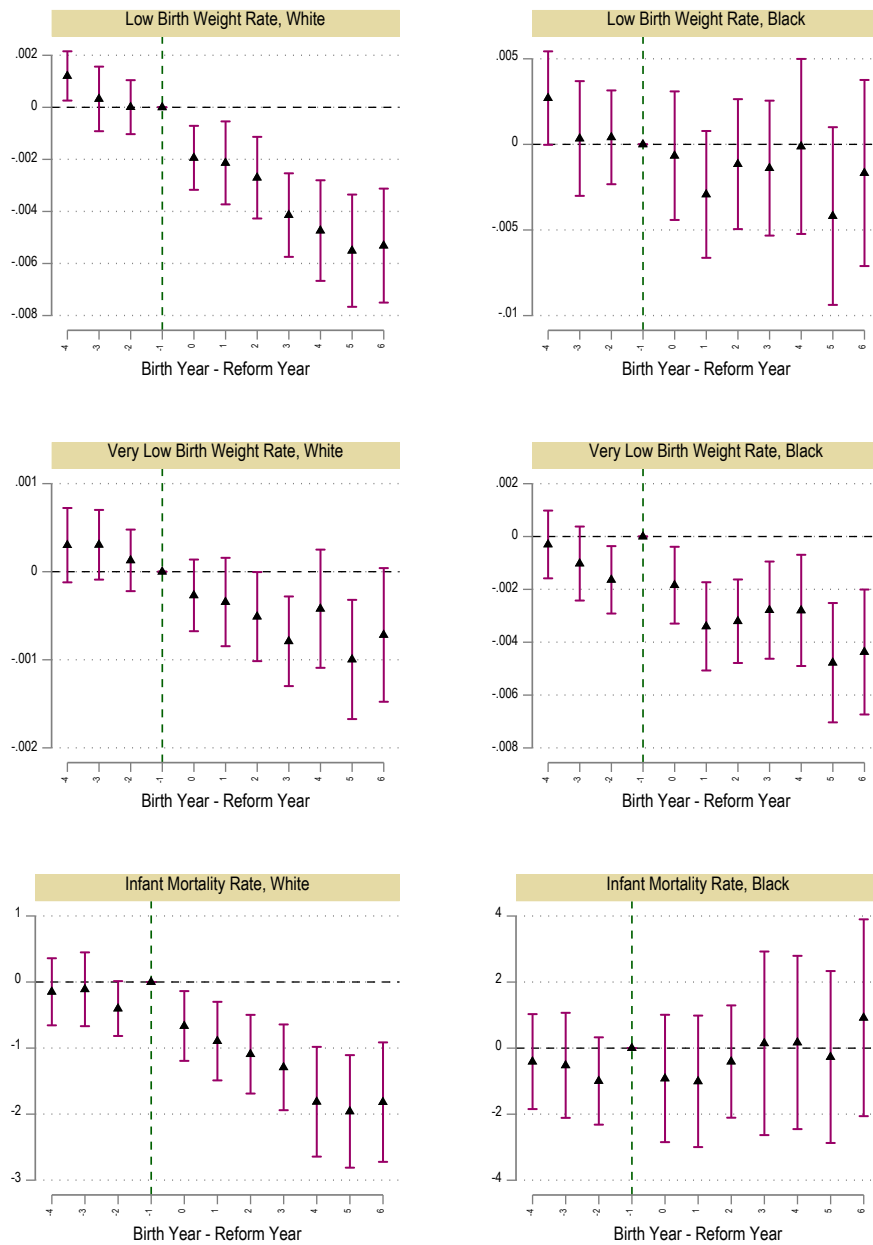 Low Birth Weight Rate, White
.002
0
-.002
-.004
-.006
-.008
-4 -3 -2 -1 0 1 2 3 4 5 6
Birth Year - Reform Year
Low Birth Weight Rate, Black
.005
0
-.005
-.01
-4 -3 -2 -1 0 1 2 3 4 5 6
Birth Year - Reform Year
Very Low Birth Weight Rate, White
.001
0
-.001
-.002
-4 -3 -2 -1 0 1 2 3 4 5 6
Birth Year - Reform Year
Very Low Birth Weight Rate, Black
.002
0
-.002
-.004
-.006
-.008
-4 -3 -2 -1 0 1 2 3 4 5 6
Birth Year - Reform Year
Infant Mortality Rate, White
1
0
-1
-2
-3
-4 -3 -2 -1 0 1 2 3 4 5 6
Birth Year - Reform Year
Infant Mortality Rate, Black
4
2
0
-2
-4
-4 -3 -2 -1 0 1 2 3 4 5 6
Birth Year - Reform Year